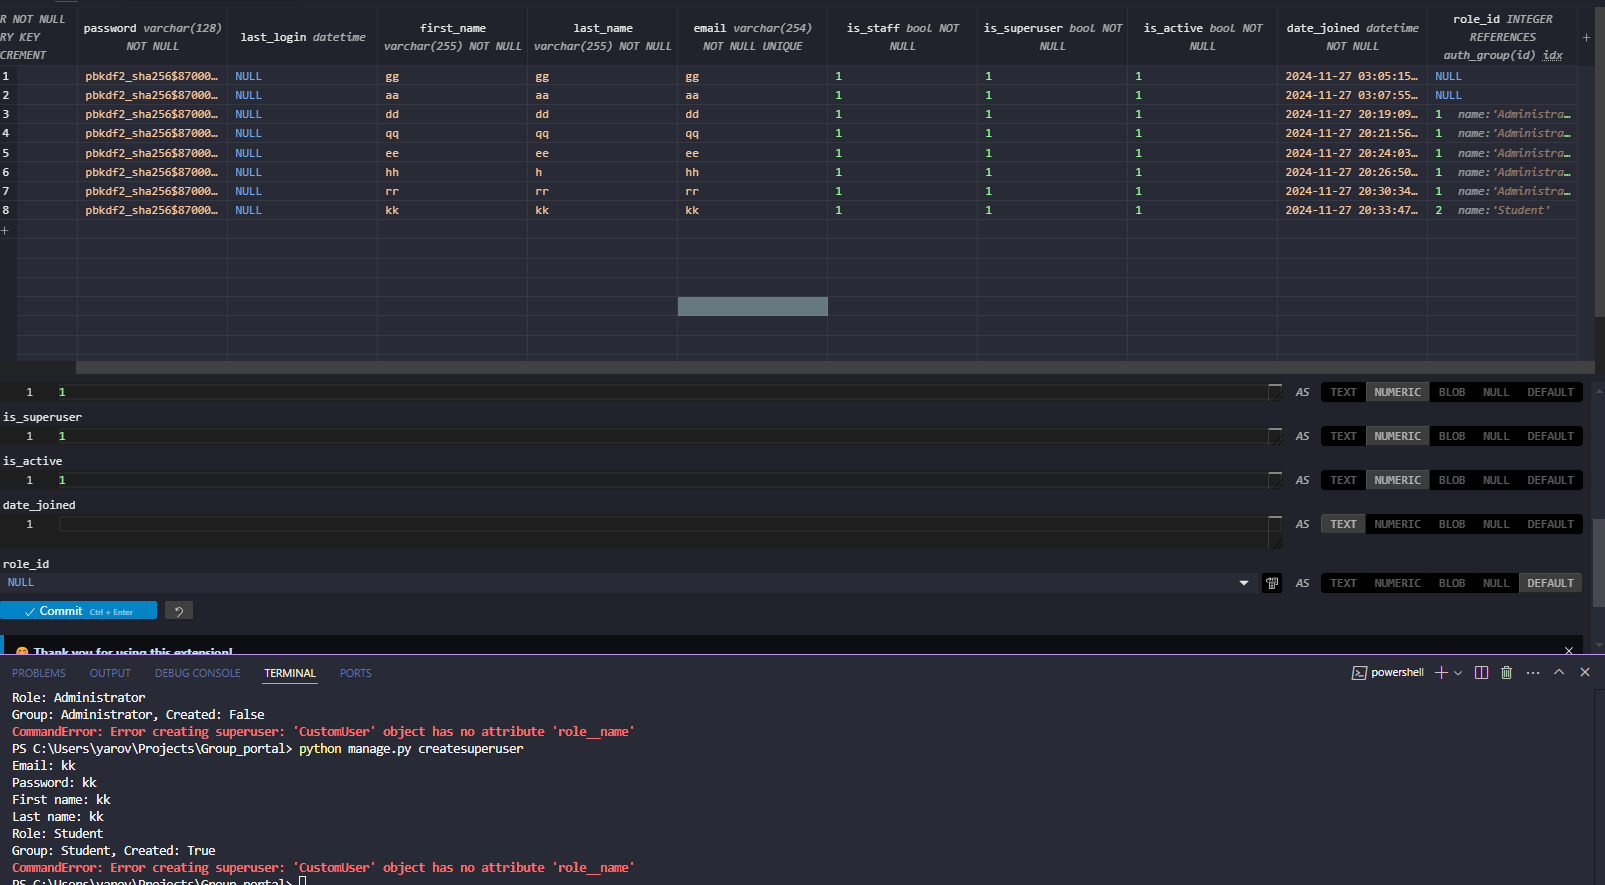 R NOT NULL
RY KEY
CREMENT
password varchar(128) NOT NULL
last_login datetime
first_name varchar(255) NOT NULL
last_name varchar(255) NOT NULL
email varchar(254) NOT NULL UNIQUE
is_staff bool NOT NULL
is_superuser bool NOT NULL
is_active bool NOT NULL
date_joined datetime NOT NULL
role_id INTEGER REFERENCES auth_group(id) idx
+
1 pbkdf2_sha256$87000… NULL gg gg gg 1 1 1 2024-11-27 03:05:15… NULL
2 pbkdf2_sha256$87000… NULL aa aa aa 1 1 1 2024-11-27 03:07:55… NULL
3 pbkdf2_sha256$87000… NULL dd dd dd 1 1 1 2024-11-27 20:19:09… 1 name:'Administra…
4 pbkdf2_sha256$87000… NULL qq qq qq 1 1 1 2024-11-27 20:21:56… 1 name:'Administra…
5 pbkdf2_sha256$87000… NULL ee ee ee 1 1 1 2024-11-27 20:24:03… 1 name:'Administra…
6 pbkdf2_sha256$87000… NULL hh h hh 1 1 1 2024-11-27 20:26:50… 1 name:'Administra…
7 pbkdf2_sha256$87000… NULL rr rr rr 1 1 1 2024-11-27 20:30:34… 1 name:'Administra…
8 pbkdf2_sha256$87000… NULL kk kk kk 1 1 1 2024-11-27 20:33:47… 2 name:'Student'
+
1 1 AS TEXT NUMERIC BLOB NULL DEFAULT
is_superuser
1 1 AS TEXT NUMERIC BLOB NULL DEFAULT
is_active
1 1 AS TEXT NUMERIC BLOB NULL DEFAULT
date_joined
1 AS TEXT NUMERIC BLOB NULL DEFAULT
role_id
NULL AS TEXT NUMERIC BLOB NULL DEFAULT
Commit Ctrl + Enter
Thank you for using this extension!
PROBLEMS OUTPUT DEBUG CONSOLE TERMINAL PORTS powershell
Role: Administrator
Group: Administrator, Created: False
CommandError: Error creating superuser: 'CustomUser' object has no attribute 'role__name'
PS C:\Users\yarov\Projects\Group_portal> python manage.py createsuperuser
Email: kk
Password: kk
First name: kk
Last name: kk
Role: Student
Group: Student, Created: True
CommandError: Error creating superuser: 'CustomUser' object has no attribute 'role__name'
PS C:\Users\yarov\Projects\Group_portal>